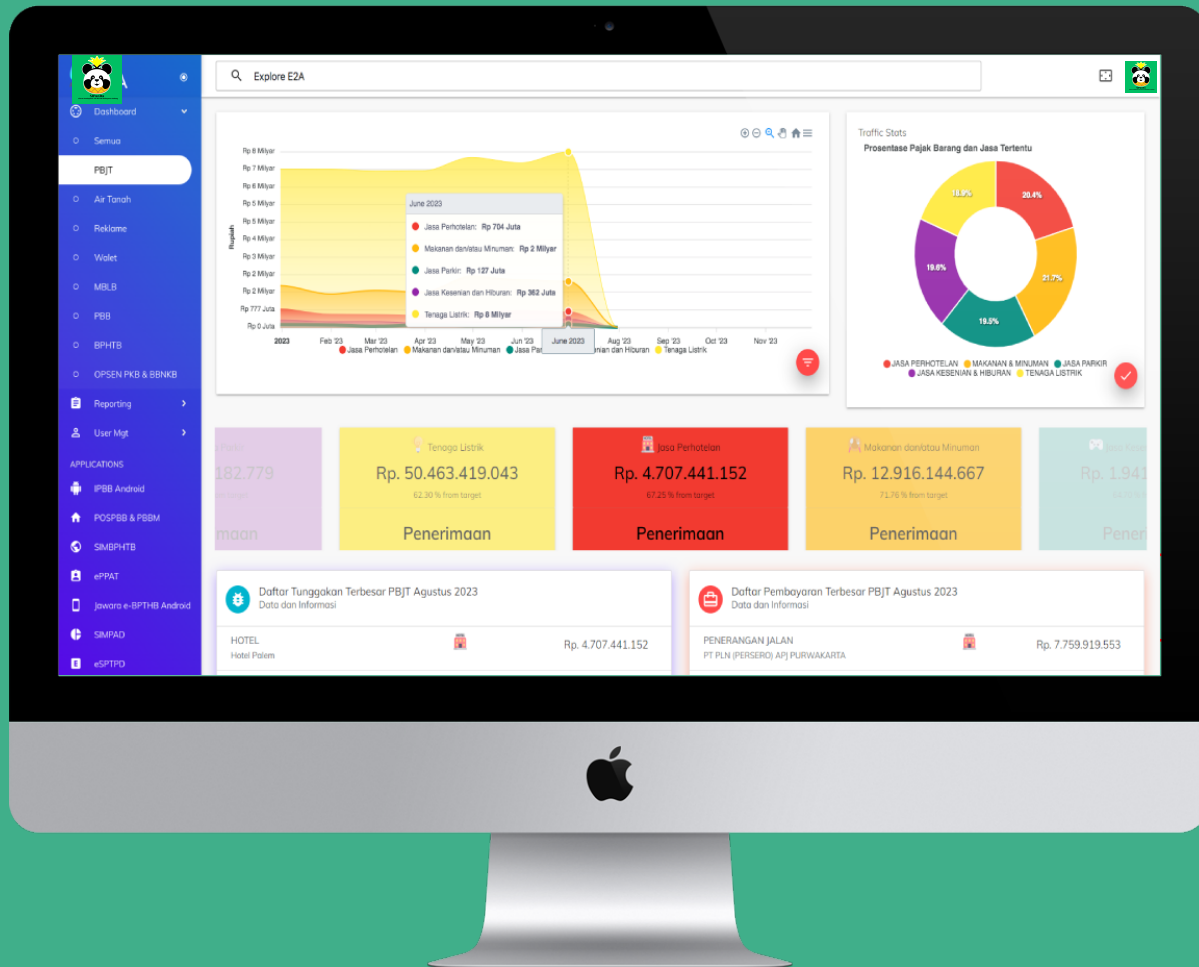 A
Explore E2A
Dashboard
Semua
PBJT
Air Tanah
Reklame
Walet
MBLB
PBB
BPHTB
OPSEN PKB & BBNKB
Reporting
User Mgt
APPLICATIONS
IPBB Android
POSPBB & PBBM
SIMBPHTB
ePPAT
Jawara e-BPTHB Android
SIMPAD
eSPTPD
Rupiah
Rp 8 Milyar
Rp 7 Milyar
Rp 6 Milyar
Rp 5 Milyar
Rp 5 Milyar
Rp 4 Milyar
Rp 3 Milyar
Rp 2 Milyar
Rp 2 Milyar
Rp 777 Juta
Rp 0 Juta
June 2023
Jasa Perhotelan: Rp 704 Juta
Makanan dan/atau Minuman: Rp 2 Milyar
Jasa Parkir: Rp 127 Juta
Jasa Kesenian dan Hiburan: Rp 362 Juta
Tenaga Listrik: Rp 8 Milyar
2023 Feb '23 Mar '23 Apr '23 May '23 Jun '23 June 2023 Aug '23 Sep '23 Oct '23 Nov '23
Jasa Perhotelan Makanan dan/atau Minuman Jasa Par nian dan Hiburan Tenaga Listrik
Traffic Stats
Prosentase Pajak Barang dan Jasa Tertentu
18.9% 20.4%
19.6% 21.7%
19.5%
JASA PERHOTELAN MAKANAN & MINUMAN JASA PARKIR
JASA KESENIAN & HIBURAN TENAGA LISTRIK
182.779
maan
Tenaga Listrik
Rp. 50.463.419.043
62.30 % from target
Penerimaan
Jasa Perhotelan
Rp. 4.707.441.152
67.25 % from target
Penerimaan
Makanan dan/atau Minuman
Rp. 12.916.144.667
71.76 % from target
Penerimaan
Rp. 1.941
Pener
Daftar Tunggakan Terbesar PBJT Agustus 2023
Data dan Informasi
HOTEL
Hotel Palem
Rp. 4.707.441.152
Daftar Pembayaran Terbesar PBJT Agustus 2023
Data dan Informasi
PENERANGAN JALAN
PT PLN (PERSERO) APJ PURWAKARTA
Rp. 7.759.919.553